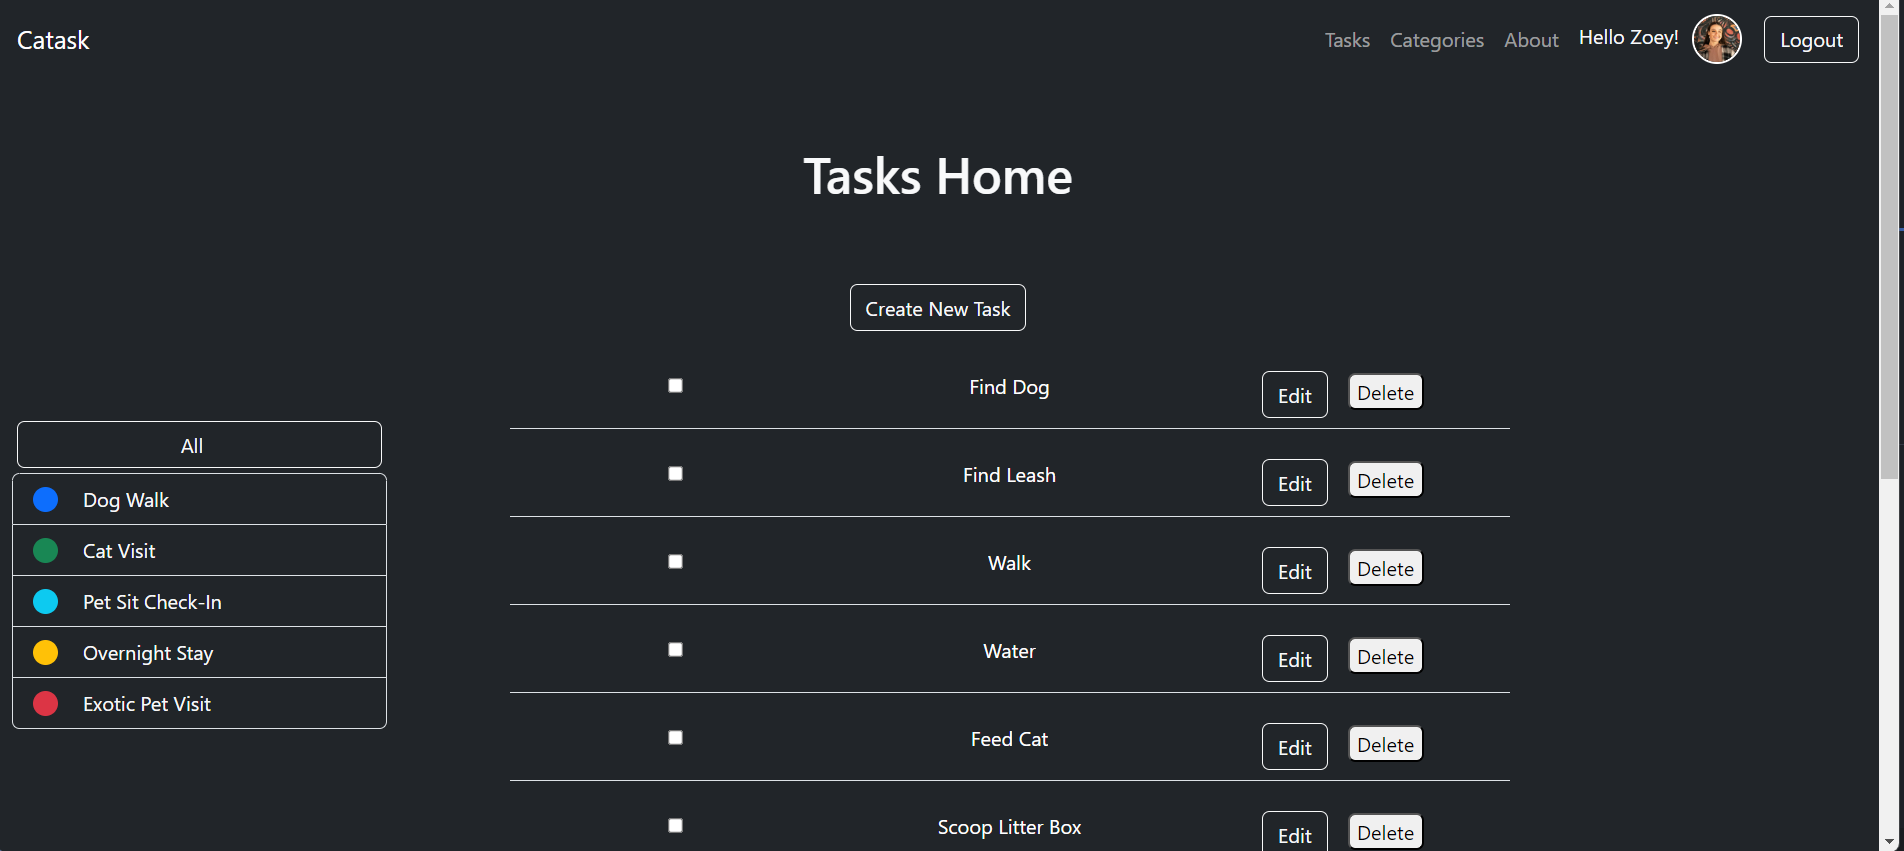 Catask
Tasks Categories About Hello Zoey! Logout
Tasks Home
Create New Task
All
Dog Walk
Cat Visit
Pet Sit Check-In
Overnight Stay
Exotic Pet Visit
Find Dog Edit Delete
Find Leash Edit Delete
Walk Edit Delete
Water Edit Delete
Feed Cat Edit Delete
Scoop Litter Box Edit Delete